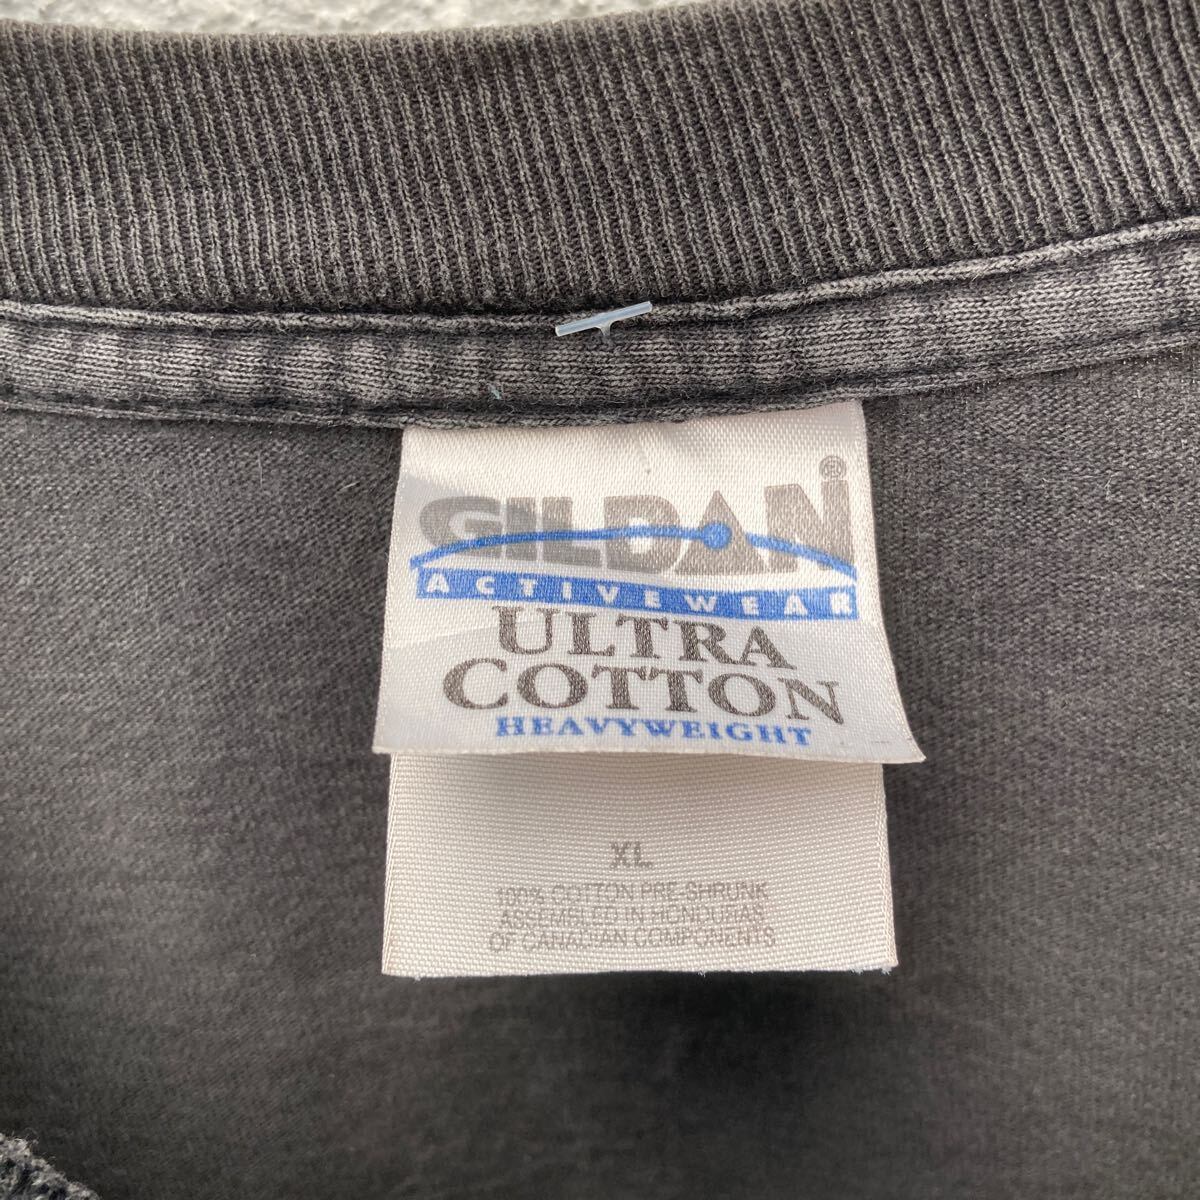 GILDAN®
ACTIVEWEAR
ULTRA
COTTON
HEAVYWEIGHT
XL
100% COTTON PRE-SHRUNK
ASSEMBLED IN HONDURAS
OF CANADIAN COMPONENTS